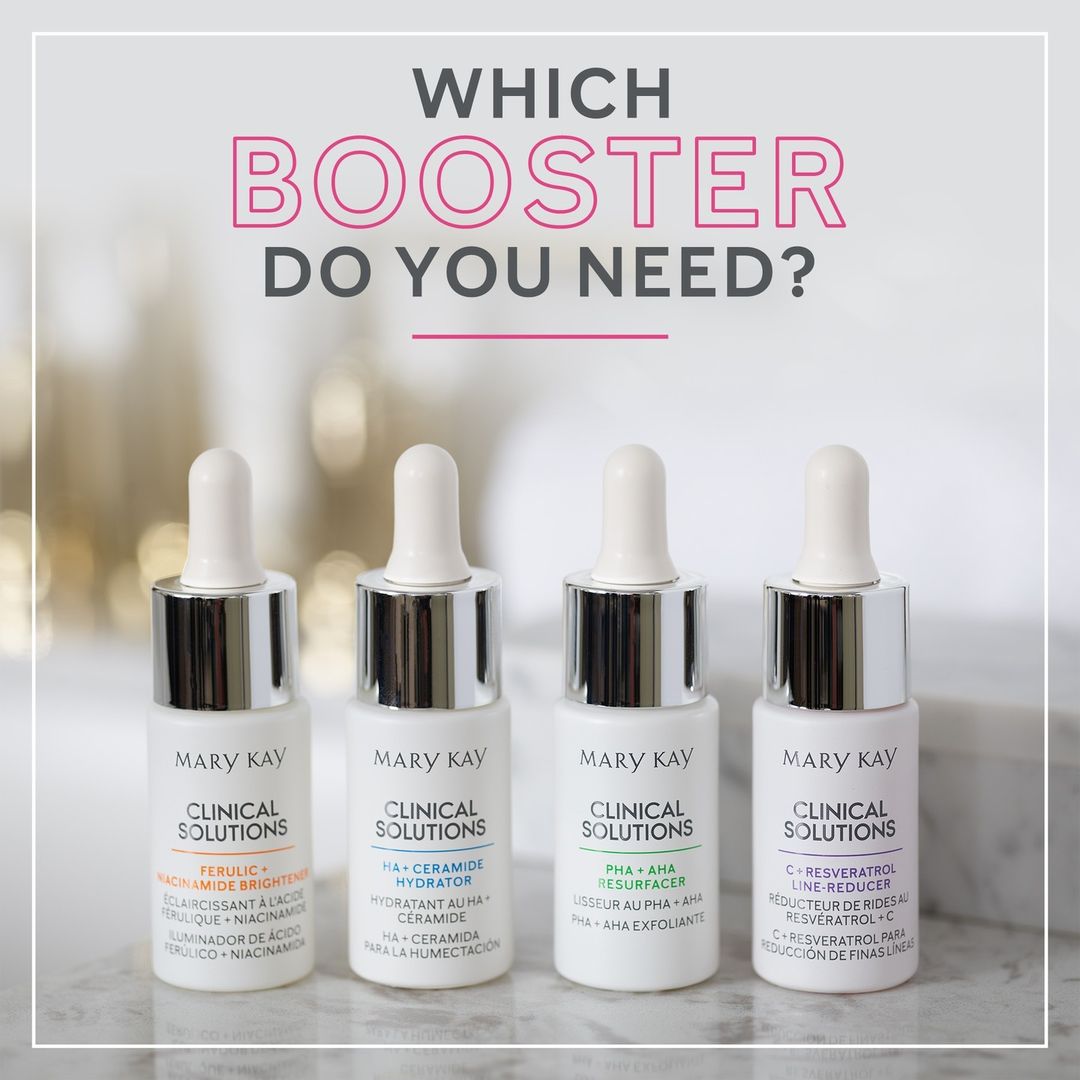 WHICH
BOOSTER
DO YOU NEED?
MARY KAY
CLINICAL
SOLUTIONS
FERULIC +
NIACINAMIDE BRIGHTENER
ÉCLAIRCISSANT À L'ACIDE
FÉRULIQUE + NIACINAMIDE
ILUMINADOR DE ÁCIDO
FERÚLICO + NIACINAMIDA
MARY KAY
CLINICAL
SOLUTIONS
HA + CERAMIDE
HYDRATOR
HYDRATANT AU HA +
CÉRAMIDE
HA + CERAMIDA
PARA LA HUMECTACIÓN
MARY KAY
CLINICAL
SOLUTIONS
PHA + AHA
RESURFACER
LISSEUR AU PHA + AHA
PHA + AHA EXFOLIANTE
MARY KAY
CLINICAL
SOLUTIONS
C + RESVERATROL
LINE-REDUCER
RÉDUCTEUR DE RIDES AU
RESVÉRATROL + C
C + RESVERATROL PARA
REDUCCIÓN DE FINAS LÍNEAS